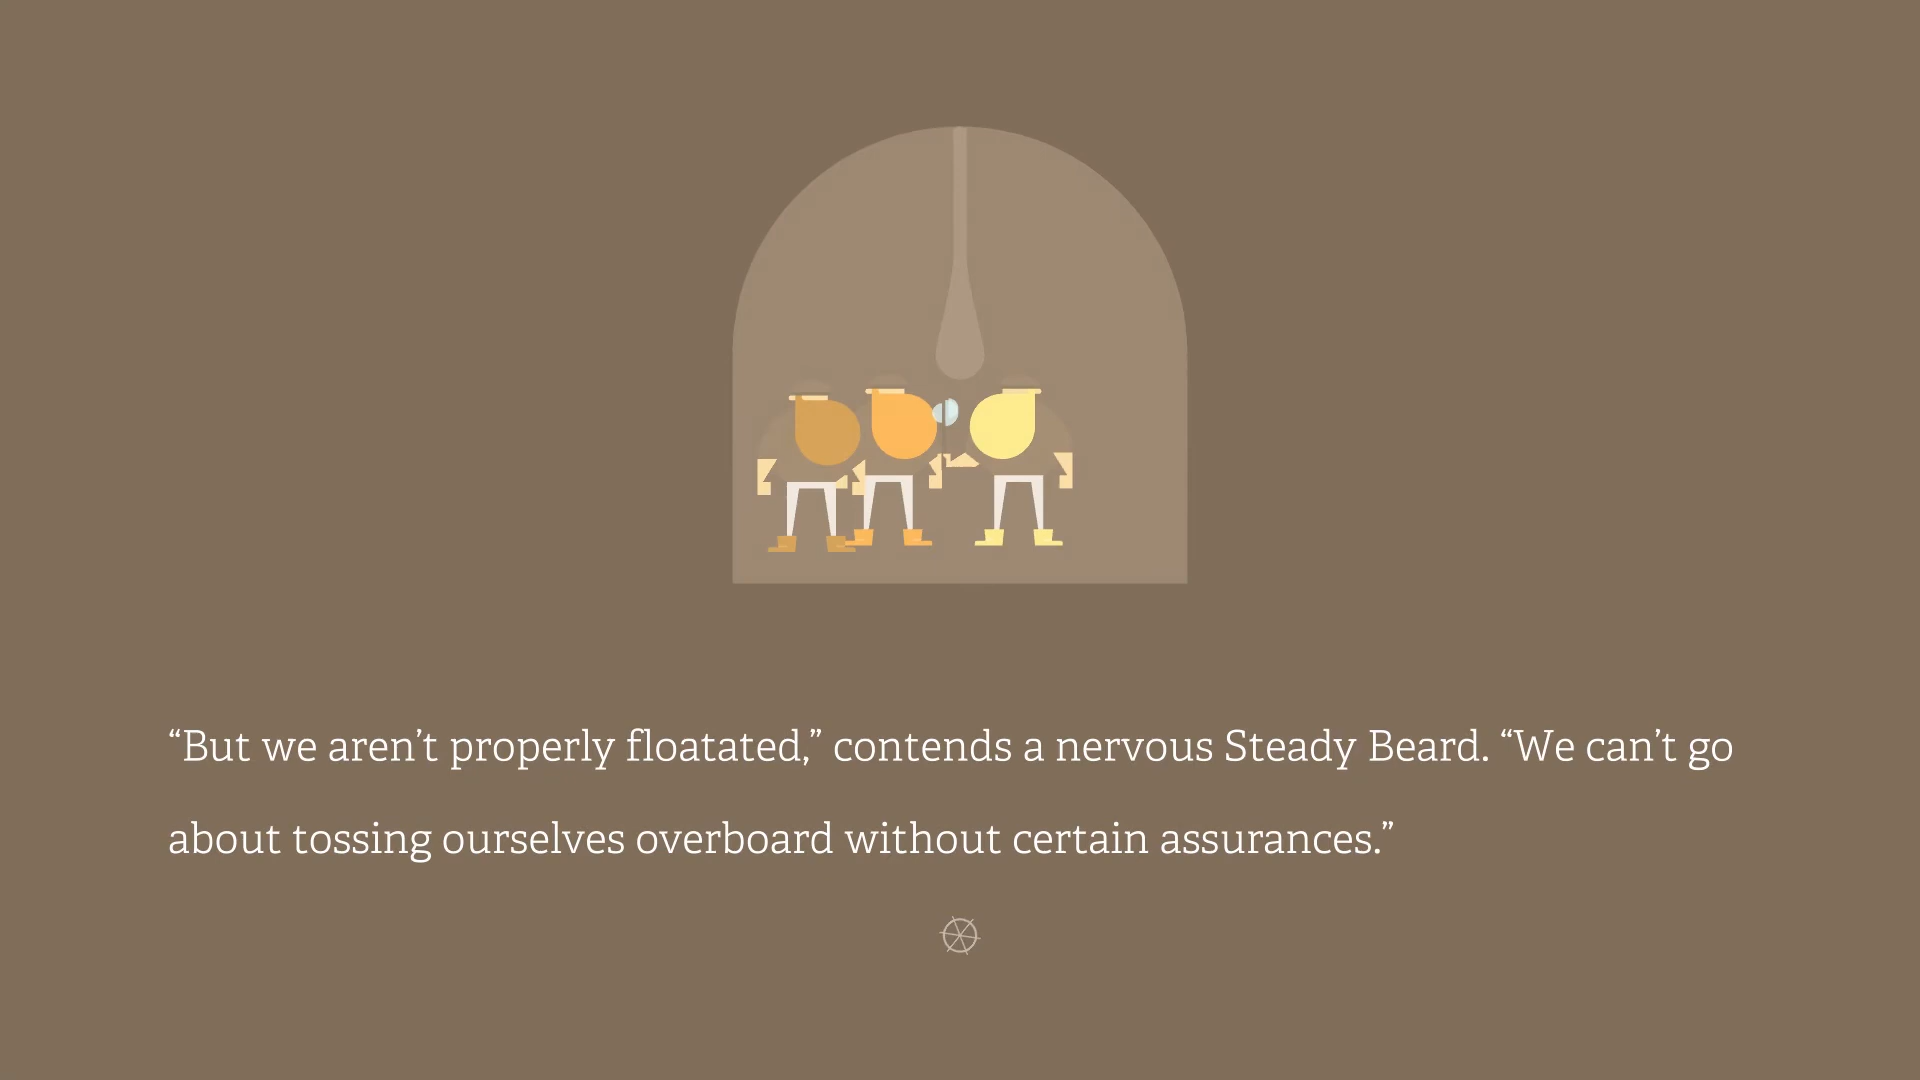 “But we aren’t properly floatated,” contends a nervous Steady Beard. “We can’t go
about tossing ourselves overboard without certain assurances.”